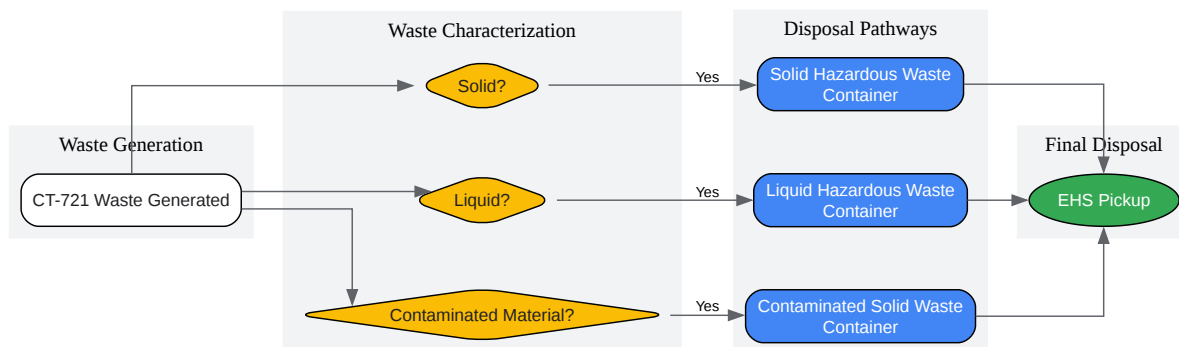 Waste Characterization
Disposal Pathways
Solid?
Yes
Solid Hazardous Waste
Container
Waste Generation
Final Disposal
CT-721 Waste Generated
Liquid?
Yes
Liquid Hazardous Waste
Container
EHS Pickup
Contaminated Material?
Yes
Contaminated Solid Waste
Container